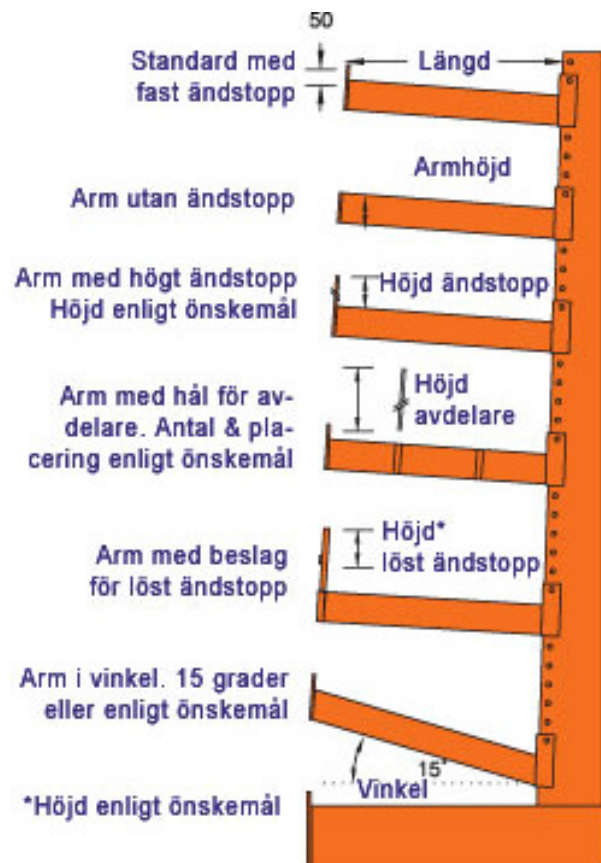 50
Standard med
fast ändstopp
Längd
Armhöjd
Arm utan ändstopp
Arm med högt ändstopp
Höjd enligt önskemål
Höjd ändstopp
Arm med hål för av-
delare. Antal & pla-
cering enligt önskemål
Höjd
avdelare
Arm med beslag
för löst ändstopp
Höjd*
löst ändstopp
Arm i vinkel. 15 grader
eller enligt önskemål
15°
Vinkel
*Höjd enligt önskemål